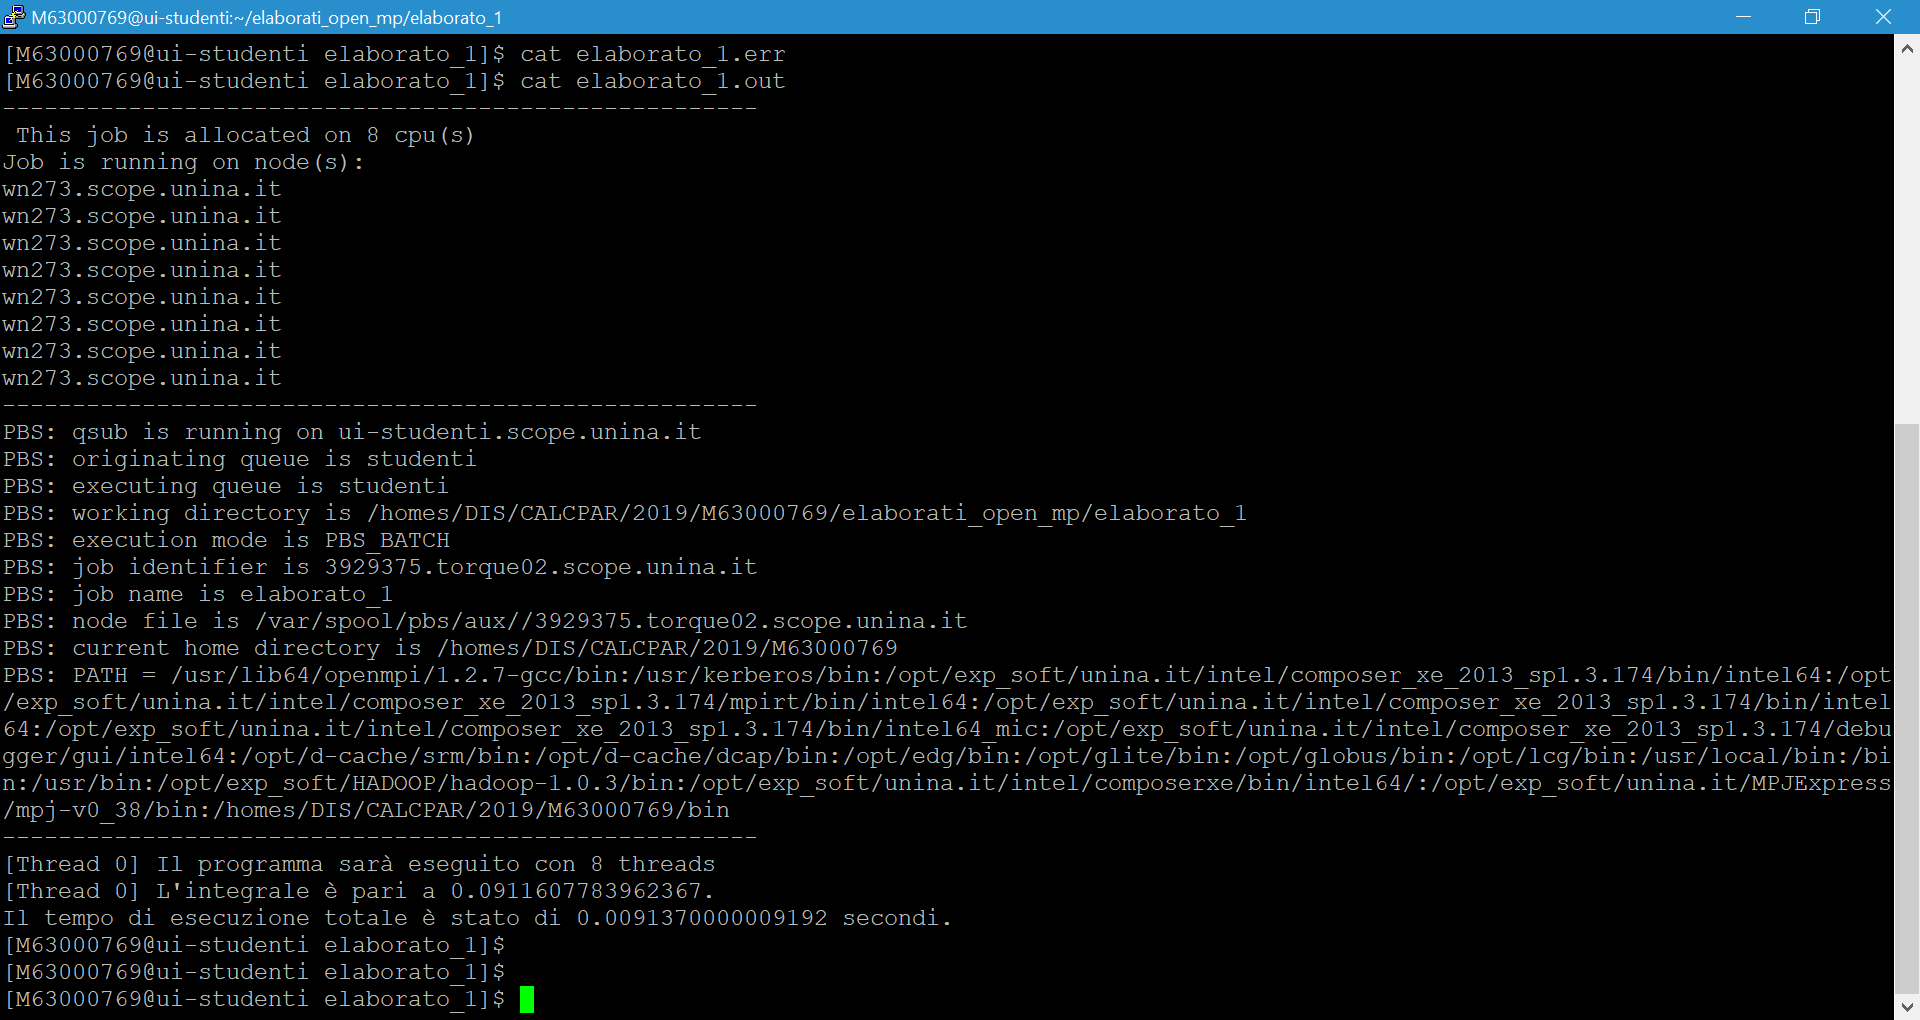 M63000769@ui-studenti:~/elaborati_open_mp/elaborato_1
[M63000769@ui-studenti elaborato_1]$ cat elaborato_1.err
[M63000769@ui-studenti elaborato_1]$ cat elaborato_1.out
------------------------------------------------------
 This job is allocated on 8 cpu(s)
Job is running on node(s):
wn273.scope.unina.it
wn273.scope.unina.it
wn273.scope.unina.it
wn273.scope.unina.it
wn273.scope.unina.it
wn273.scope.unina.it
wn273.scope.unina.it
wn273.scope.unina.it
------------------------------------------------------
PBS: qsub is running on ui-studenti.scope.unina.it
PBS: originating queue is studenti
PBS: executing queue is studenti
PBS: working directory is /homes/DIS/CALCPAR/2019/M63000769/elaborati_open_mp/elaborato_1
PBS: execution mode is PBS_BATCH
PBS: job identifier is 3929375.torque02.scope.unina.it
PBS: job name is elaborato_1
PBS: node file is /var/spool/pbs/aux//3929375.torque02.scope.unina.it
PBS: current home directory is /homes/DIS/CALCPAR/2019/M63000769
PBS: PATH = /usr/lib64/openmpi/1.2.7-gcc/bin:/usr/kerberos/bin:/opt/exp_soft/unina.it/intel/composer_xe_2013_sp1.3.174/bin/intel64:/opt
/exp_soft/unina.it/intel/composer_xe_2013_sp1.3.174/mpirt/bin/intel64:/opt/exp_soft/unina.it/intel/composer_xe_2013_sp1.3.174/bin/intel
64:/opt/exp_soft/unina.it/intel/composer_xe_2013_sp1.3.174/bin/intel64_mic:/opt/exp_soft/unina.it/intel/composer_xe_2013_sp1.3.174/debu
gger/gui/intel64:/opt/d-cache/srm/bin:/opt/d-cache/dcap/bin:/opt/edg/bin:/opt/glite/bin:/opt/globus/bin:/opt/lcg/bin:/usr/local/bin:/bi
n:/usr/bin:/opt/exp_soft/HADOOP/hadoop-1.0.3/bin:/opt/exp_soft/unina.it/intel/composerxe/bin/intel64/:/opt/exp_soft/unina.it/MPJExpress
/mpj-v0_38/bin:/homes/DIS/CALCPAR/2019/M63000769/bin
------------------------------------------------------
[Thread 0] Il programma sarà eseguito con 8 threads
[Thread 0] L'integrale è pari a 0.0911607783962367.
Il tempo di esecuzione totale è stato di 0.0091370000009192 secondi.
[M63000769@ui-studenti elaborato_1]$
[M63000769@ui-studenti elaborato_1]$
[M63000769@ui-studenti elaborato_1]$